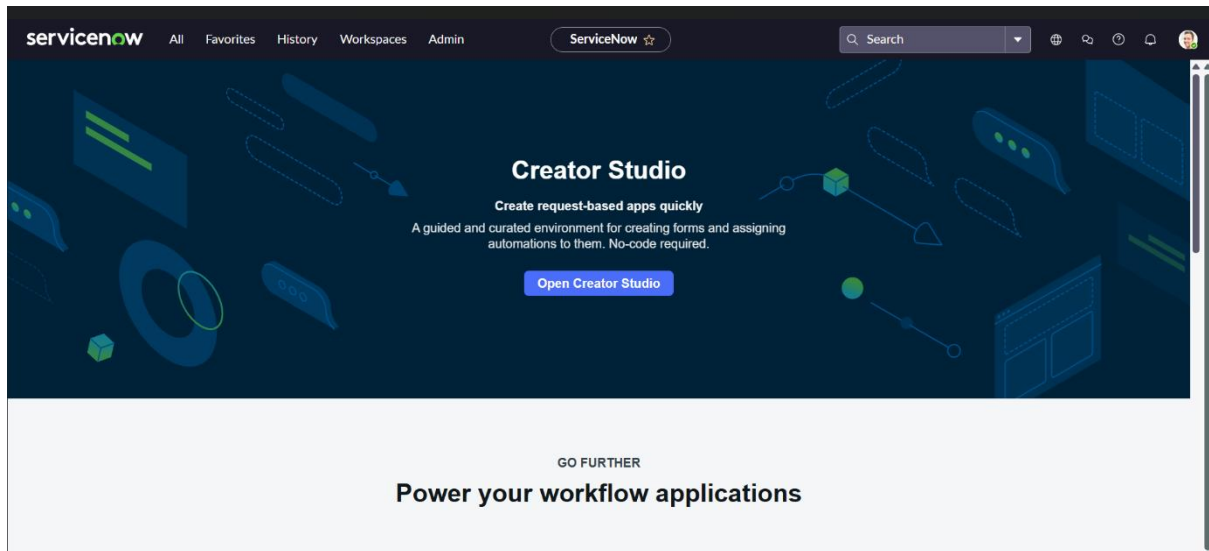 servicenow All Favorites History Workspaces Admin ServiceNow Search
Creator Studio
Create request-based apps quickly
A guided and curated environment for creating forms and assigning
automations to them. No-code required.
Open Creator Studio
GO FURTHER
Power your workflow applications